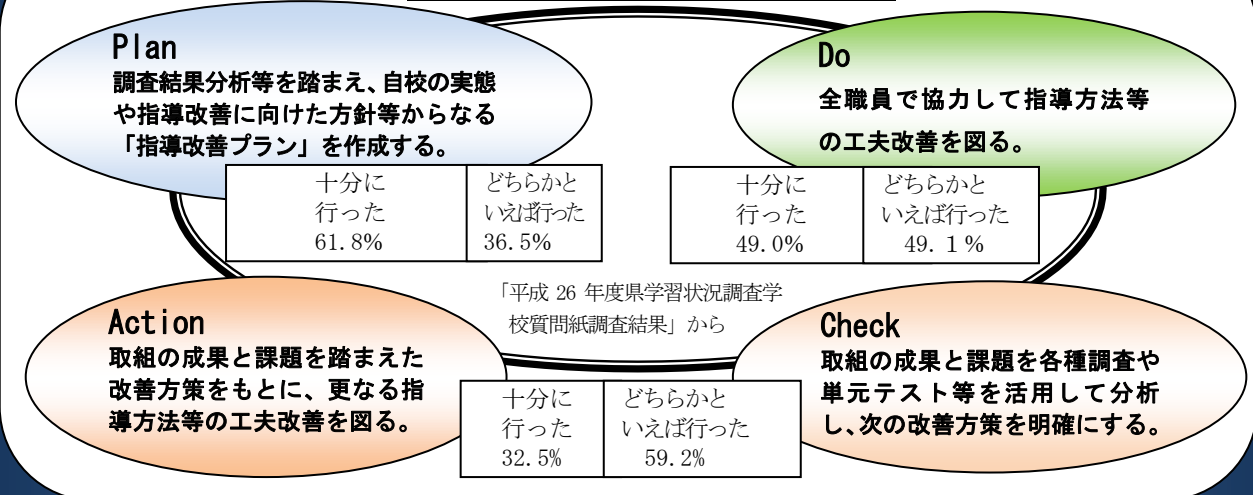 Plan
調査結果分析等を踏まえ、自校の実態
や指導改善に向けた方針等からなる
「指導改善プラン」を作成する。
十分に
行った
61.8%
どちらかと
いえば行った
36.5%
Do
全職員で協力して指導方法等
の工夫改善を図る。
十分に
行った
49.0%
どちらかと
いえば行った
49.1%
「平成 26 年度県学習状況調査学
校質問紙調査結果」から
Action
取組の成果と課題を踏まえた
改善方策をもとに、更なる指
導方法等の工夫改善を図る。
十分に
行った
32.5%
どちらかと
いえば行った
59.2%
Check
取組の成果と課題を各種調査や
単元テスト等を活用して分析
し、次の改善方策を明確にする。